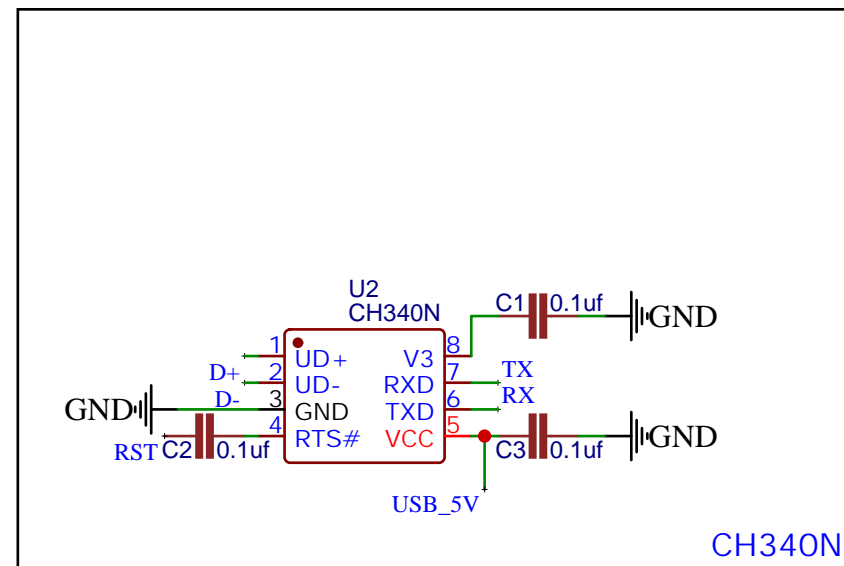 U2
CH340N
C1 0.1uf
GND
1 UD+
V3 8
D+
2 UD-
RXD 7
TX
GND
D-
3 GND
TXD 6
RX
RST C2 0.1uf
4 RTS#
VCC 5
C3 0.1uf
GND
USB_5V
CH340N